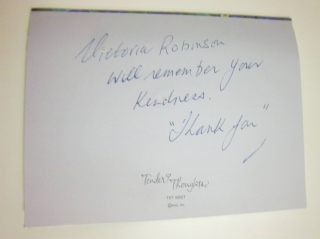 Victoria Robinson
will remember your
Kindness.
"Thank you"
Tender Thoughts